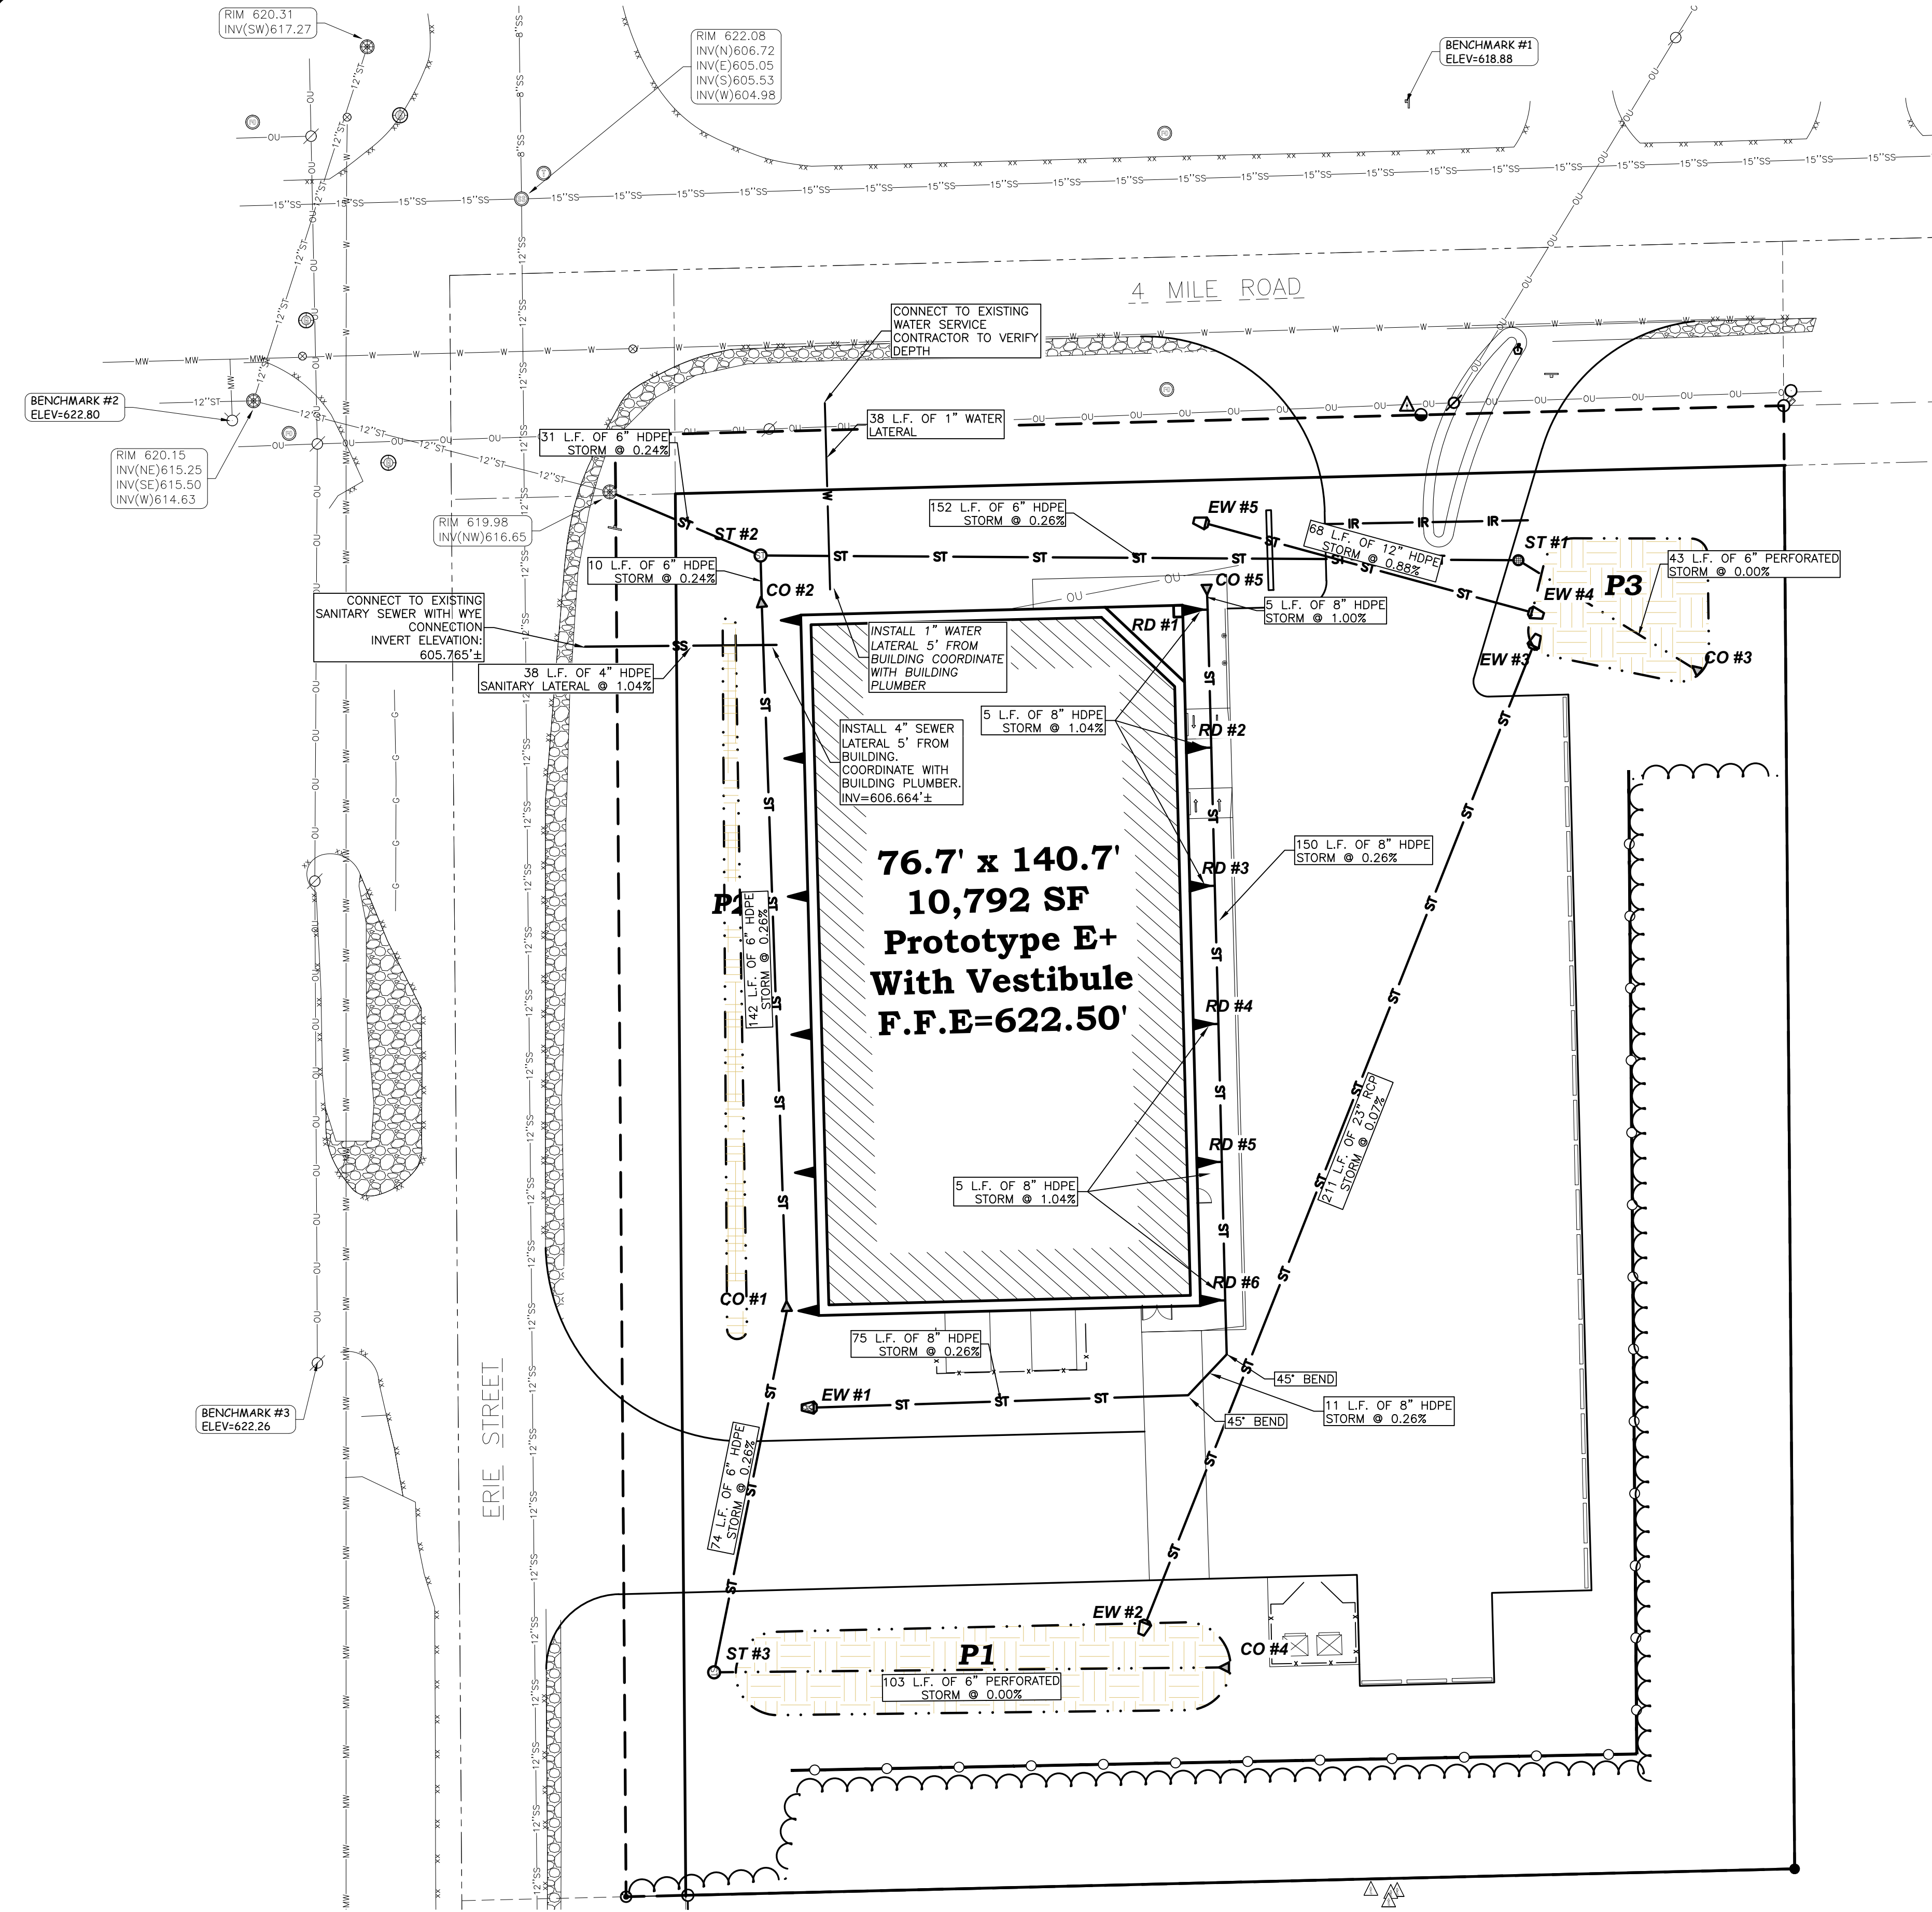 RIM 620.31
INV(SW)617.27
RIM 622.08
INV(N)606.72
INV(E)605.05
INV(S)605.53
INV(W)604.98
BENCHMARK #1
ELEV=618.88
4 MILE ROAD
CONNECT TO EXISTING
WATER SERVICE
CONTRACTOR TO VERIFY
DEPTH
BENCHMARK #2
ELEV=622.80
38 L.F. OF 1" WATER
LATERAL
31 L.F. OF 6" HDPE
STORM @ 0.24%
RIM 620.15
INV(NE)615.25
INV(SE)615.50
INV(W)614.63
RIM 619.98
INV(NW)616.65
ST #2
152 L.F. OF 6" HDPE
STORM @ 0.26%
EW #5
68 L.F. OF 12" HDPE
STORM @ 0.88%
ST #1
43 L.F. OF 6" PERFORATED
STORM @ 0.00%
P3
EW #4
EW #3
CO #3
10 L.F. OF 6" HDPE
STORM @ 0.24%
CO #2
CO #5
5 L.F. OF 8" HDPE
STORM @ 1.00%
CONNECT TO EXISTING
SANITARY SEWER WITH WYE
CONNECTION
INVERT ELEVATION:
605.765'±
38 L.F. OF 4" HDPE
SANITARY LATERAL @ 1.04%
INSTALL 1" WATER
LATERAL 5' FROM
BUILDING COORDINATE
WITH BUILDING
PLUMBER
RD #1
5 L.F. OF 8" HDPE
STORM @ 1.04%
RD #2
INSTALL 4" SEWER
LATERAL 5' FROM
BUILDING.
COORDINATE WITH
BUILDING PLUMBER.
INV=606.664'±
150 L.F. OF 8" HDPE
STORM @ 0.26%
RD #3
76.7' x 140.7'
10,792 SF
Prototype E+
With Vestibule
F.F.E=622.50'
P2
142 L.F. OF 6" HDPE
STORM @ 0.26%
RD #4
211 L.F. OF 23" RCP
STORM @ 0.07%
RD #5
5 L.F. OF 8" HDPE
STORM @ 1.04%
RD #6
CO #1
75 L.F. OF 8" HDPE
STORM @ 0.26%
EW #1
45° BEND
11 L.F. OF 8" HDPE
STORM @ 0.26%
45° BEND
BENCHMARK #3
ELEV=622.26
ERIE STREET
74 L.F. OF 6" HDPE
STORM @ 0.26%
EW #2
ST #3
CO #4
P1
103 L.F. OF 6" PERFORATED
STORM @ 0.00%